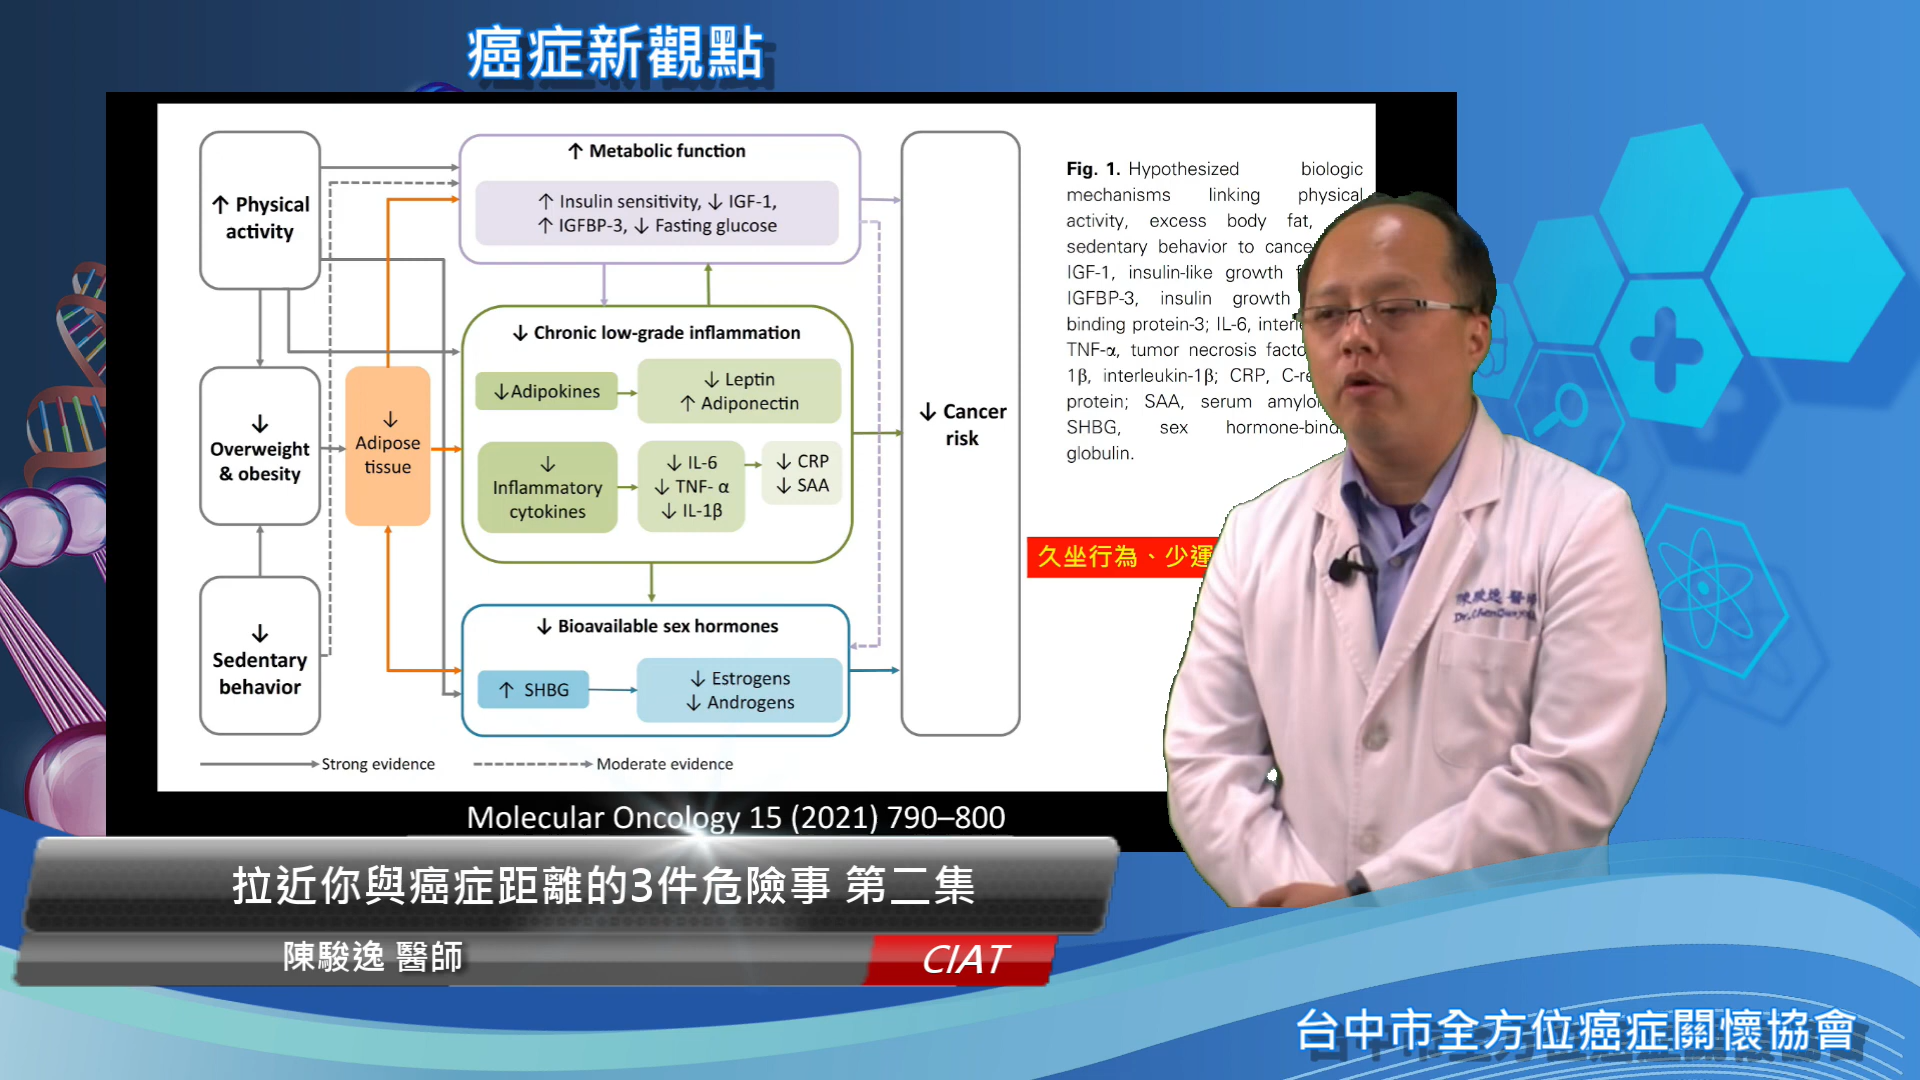 癌症新觀點
↑ Physical
activity
↓
Overweight
& obesity
↓
Sedentary
behavior
↓
Adipose
tissue
↑ Metabolic function
↑ Insulin sensitivity, ↓ IGF-1,
↑ IGFBP-3, ↓ Fasting glucose
↓ Chronic low-grade inflammation
↓Adipokines
↓ Leptin
↑ Adiponectin
↓
Inflammatory
cytokines
↓ IL-6
↓ TNF- α
↓ IL-1β
↓ CRP
↓ SAA
↓ Bioavailable sex hormones
↑ SHBG
↓ Estrogens
↓ Androgens
↓ Cancer
risk
Strong evidence
Moderate evidence
Fig. 1. Hypothesized biologic
mechanisms linking physical
activity, excess body fat,
sedentary behavior to
IGF-1, insulin-like growth
IGFBP-3, insulin growth
binding protein-3; IL-6,
TNF-α, tumor necrosis
1β, interleukin-1β; CRP,
protein; SAA, serum
SHBG, sex
globulin.
久坐行為、少運
陳駿逸 醫師
Molecular Oncology 15 (2021) 790–800
拉近你與癌症距離的3件危險事 第二集
陳駿逸 醫師
CIAT
台中市全方位癌症關懷協會